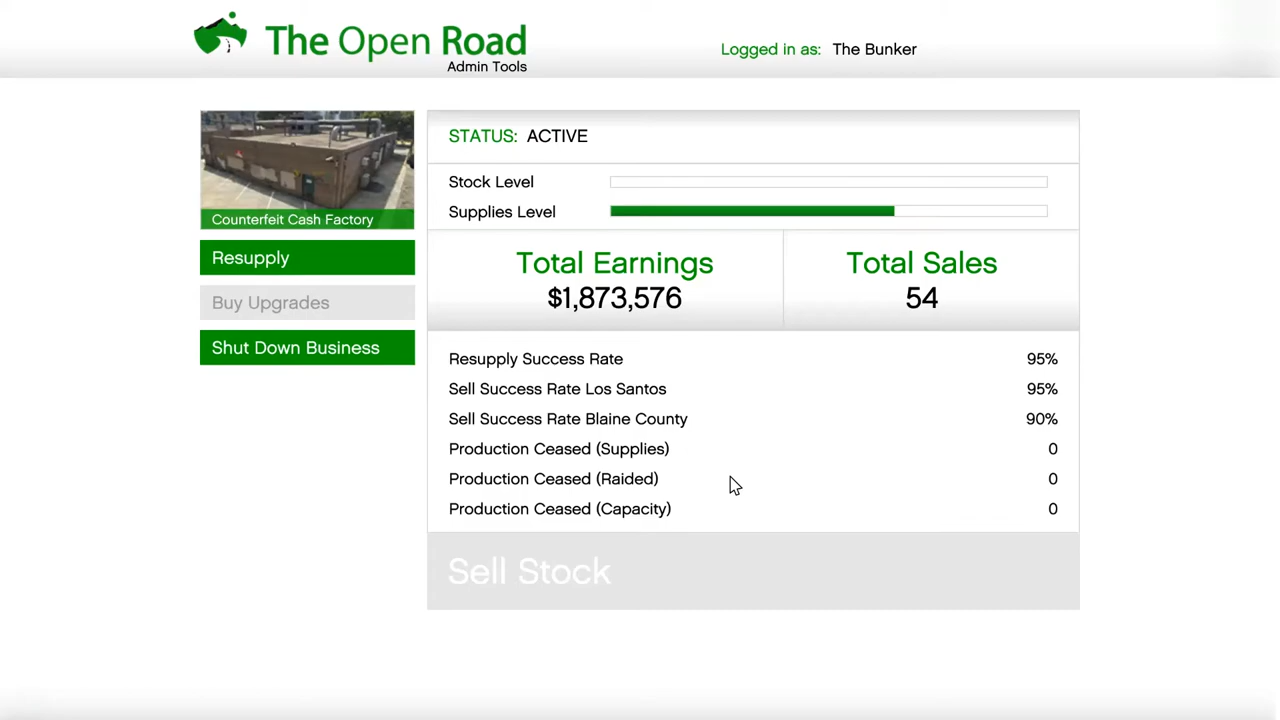 The Open Road
Admin Tools
Logged in as: The Bunker
Counterfeit Cash Factory
Resupply
Buy Upgrades
Shut Down Business
STATUS: ACTIVE
Stock Level
Supplies Level
Total Earnings
$1,873,576
Total Sales
54
Resupply Success Rate 95%
Sell Success Rate Los Santos 95%
Sell Success Rate Blaine County 90%
Production Ceased (Supplies) 0
Production Ceased (Raided) 0
Production Ceased (Capacity) 0
Sell Stock